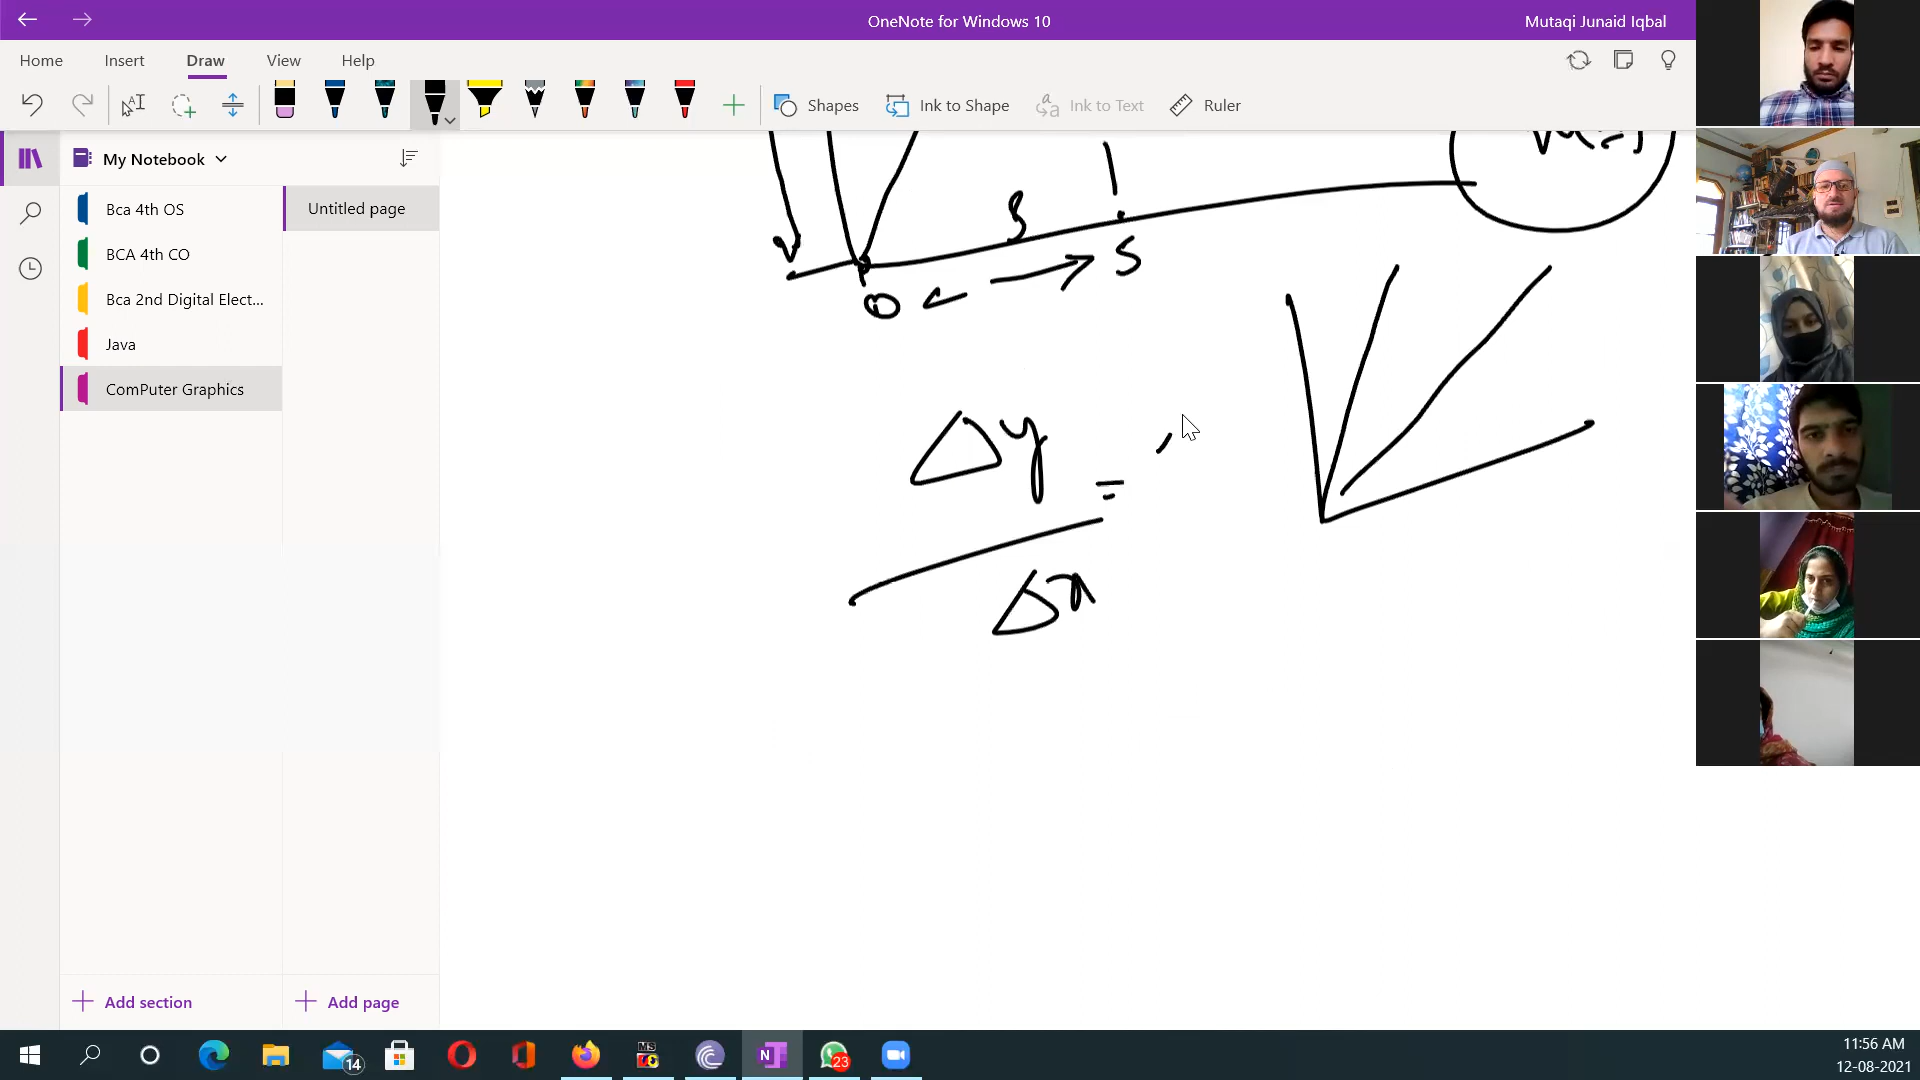 OneNote for Windows 10
Mutaqi Junaid Iqbal
Home Insert Draw View Help
Shapes Ink to Shape Ink to Text Ruler
My Notebook
Bca 4th OS
Untitled page
BCA 4th CO
Bca 2nd Digital Elect...
Java
ComPuter Graphics
S
Δy
=
Δx
Add section
Add page
14
23
11:56 AM
12-08-2021